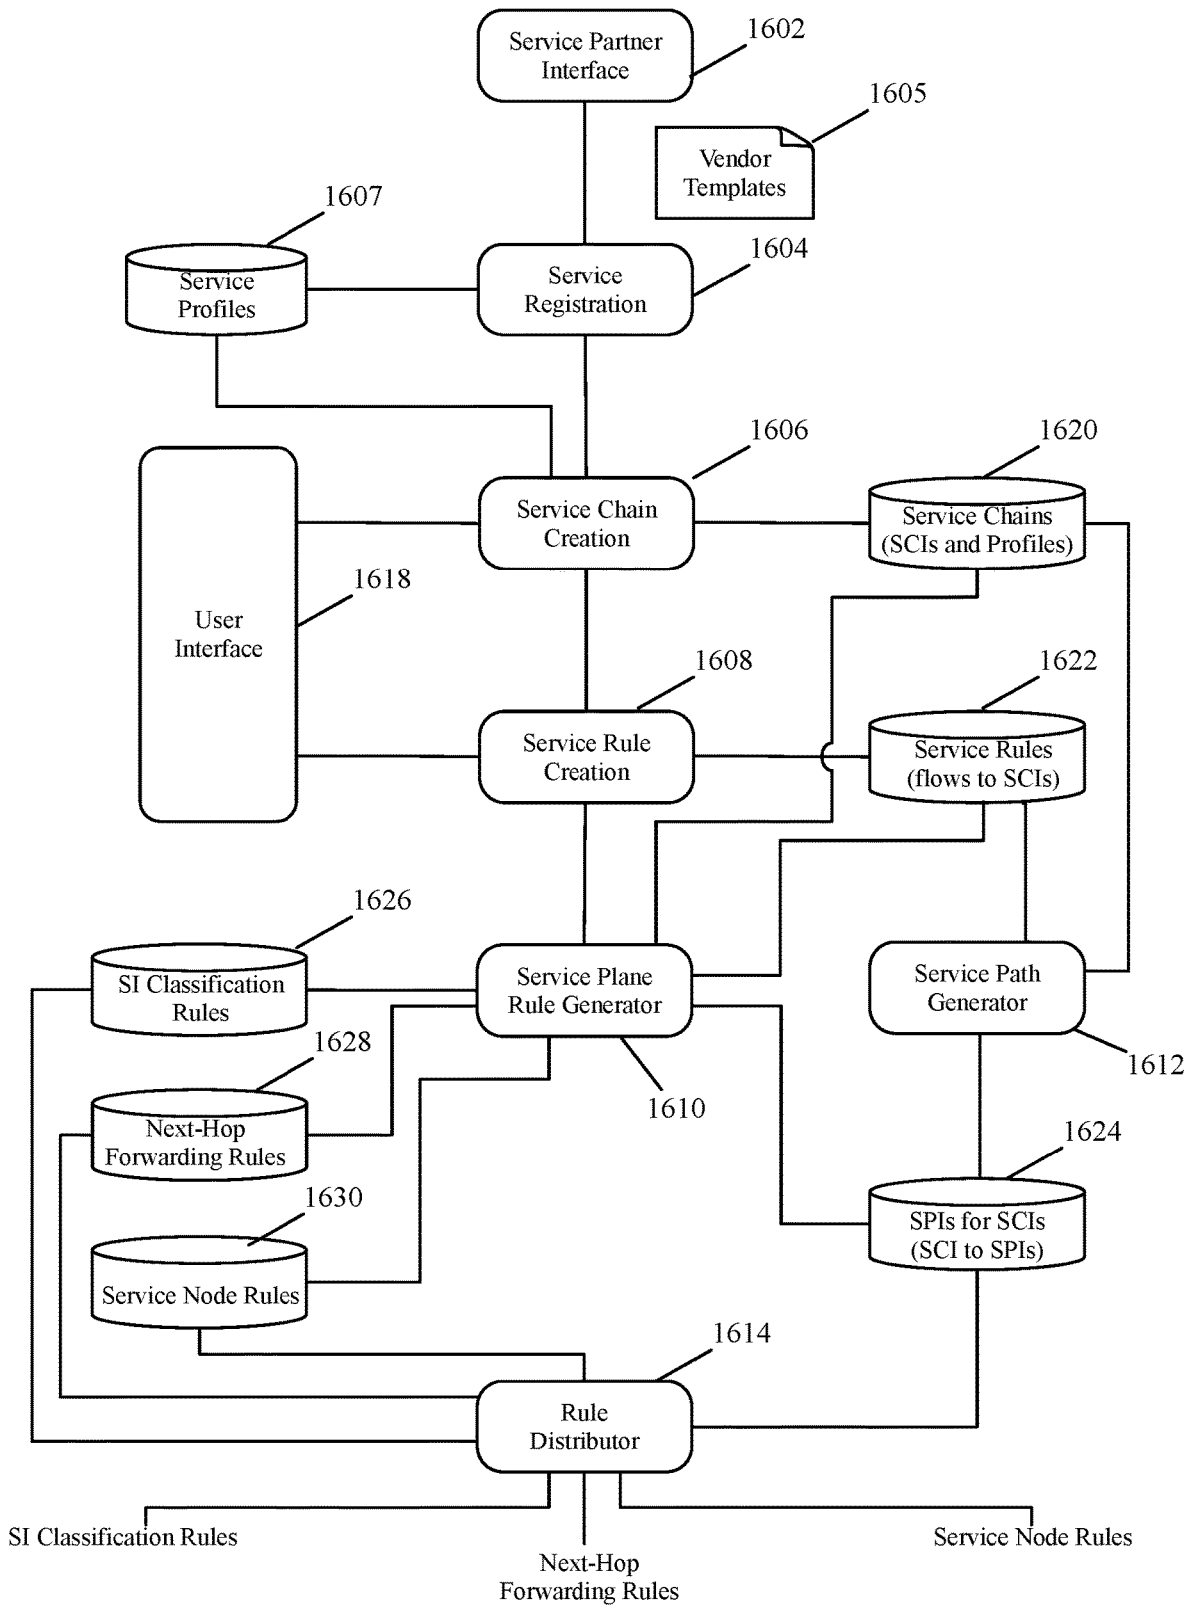 1602
Service Partner
Interface
1605
Vendor
Templates
1607
Service
Profiles
1604
Service
Registration
1606
Service Chain
Creation
1620
Service Chains
(SCIs and Profiles)
1618
User
Interface
1608
Service Rule
Creation
1622
Service Rules
(flows to SCIs)
1626
SI Classification
Rules
Service Plane
Rule Generator
1610
Service Path
Generator
1612
1628
Next-Hop
Forwarding Rules
1624
SPIs for SCIs
(SCI to SPIs)
1630
Service Node Rules
1614
Rule
Distributor
SI Classification Rules
Next-Hop
Forwarding Rules
Service Node Rules